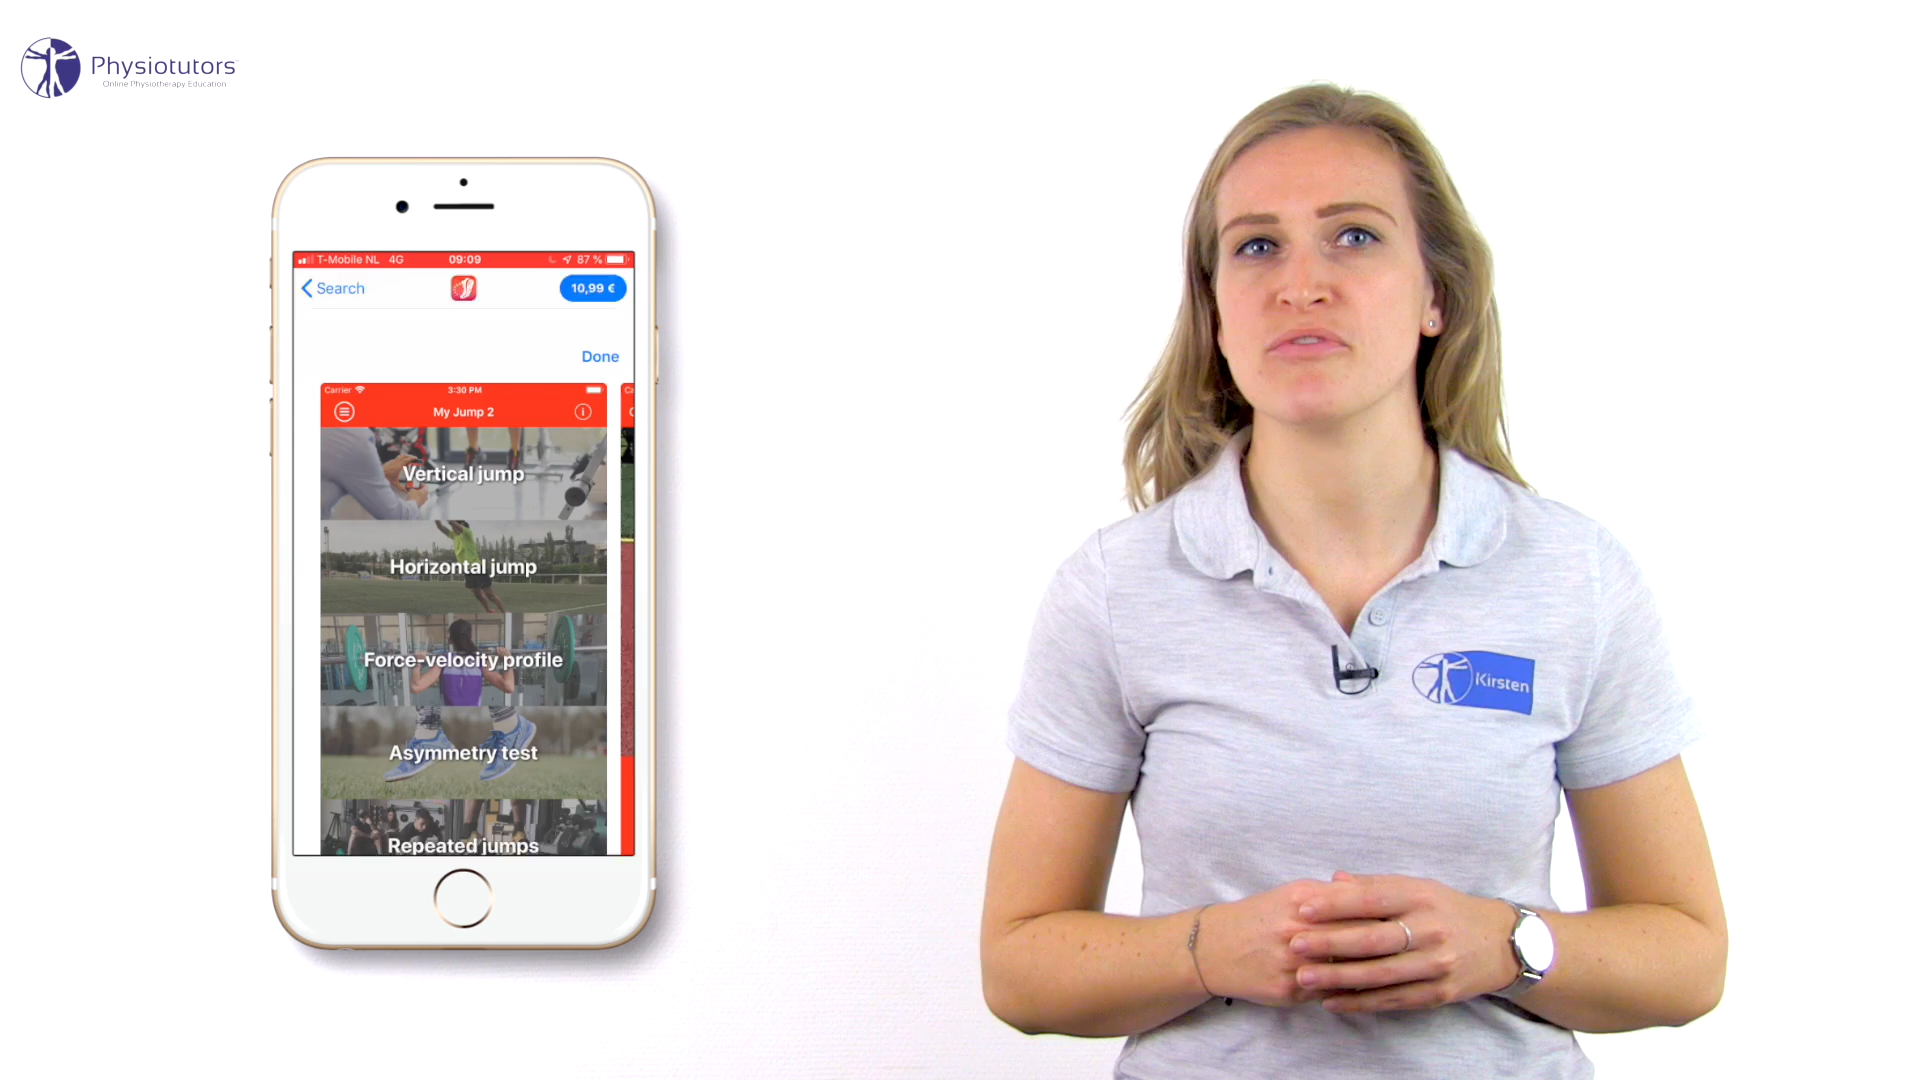 Physiotutors
Online Physiotherapy Education
T-Mobile NL 4G 09:09 87 %
Search 10,99 €
Done
Carrier 3:30 PM
My Jump 2
Vertical jump
Horizontal jump
Force-velocity profile
Asymmetry test
Repeated jumps
Kirsten